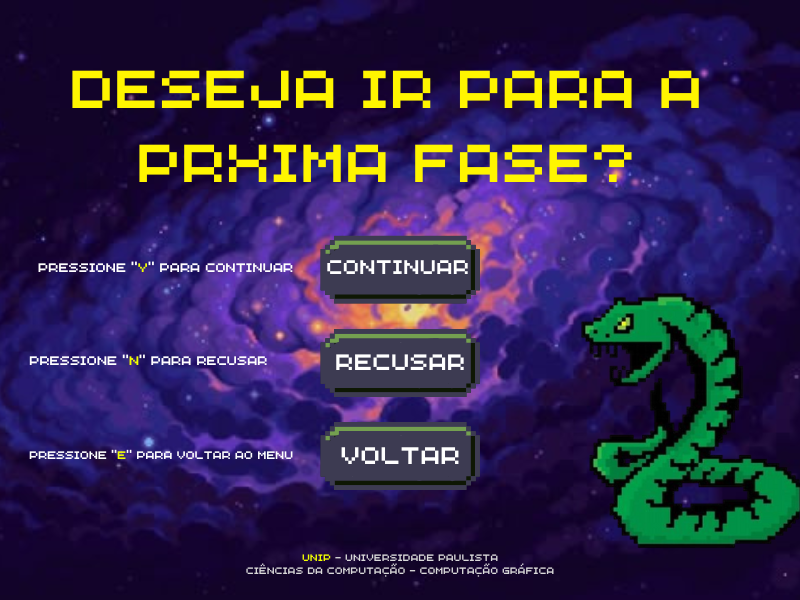 DESEJA IR PARA A
PRXIMA FASE?
PRESSIONE "Y" PARA CONTINUAR
CONTINUAR
PRESSIONE "N" PARA RECUSAR
RECUSAR
PRESSIONE "E" PARA VOLTAR AO MENU
VOLTAR
UNIP - UNIVERSIDADE PAULISTA
CIÊNCIAS DA COMPUTAÇÃO - COMPUTAÇÃO GRÁFICA